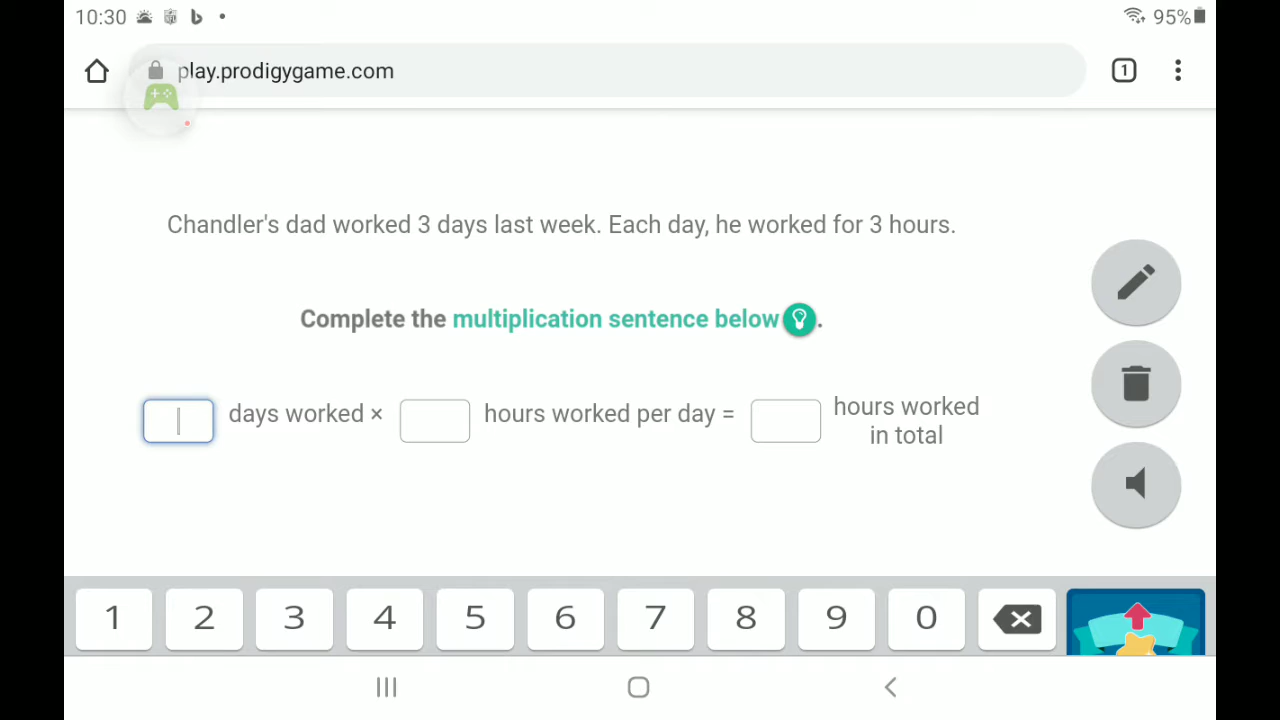 10:30
95%
play.prodigygame.com
1
Chandler's dad worked 3 days last week. Each day, he worked for 3 hours.
Complete the multiplication sentence below.
days worked × hours worked per day = hours worked
in total
1 2 3 4 5 6 7 8 9 0